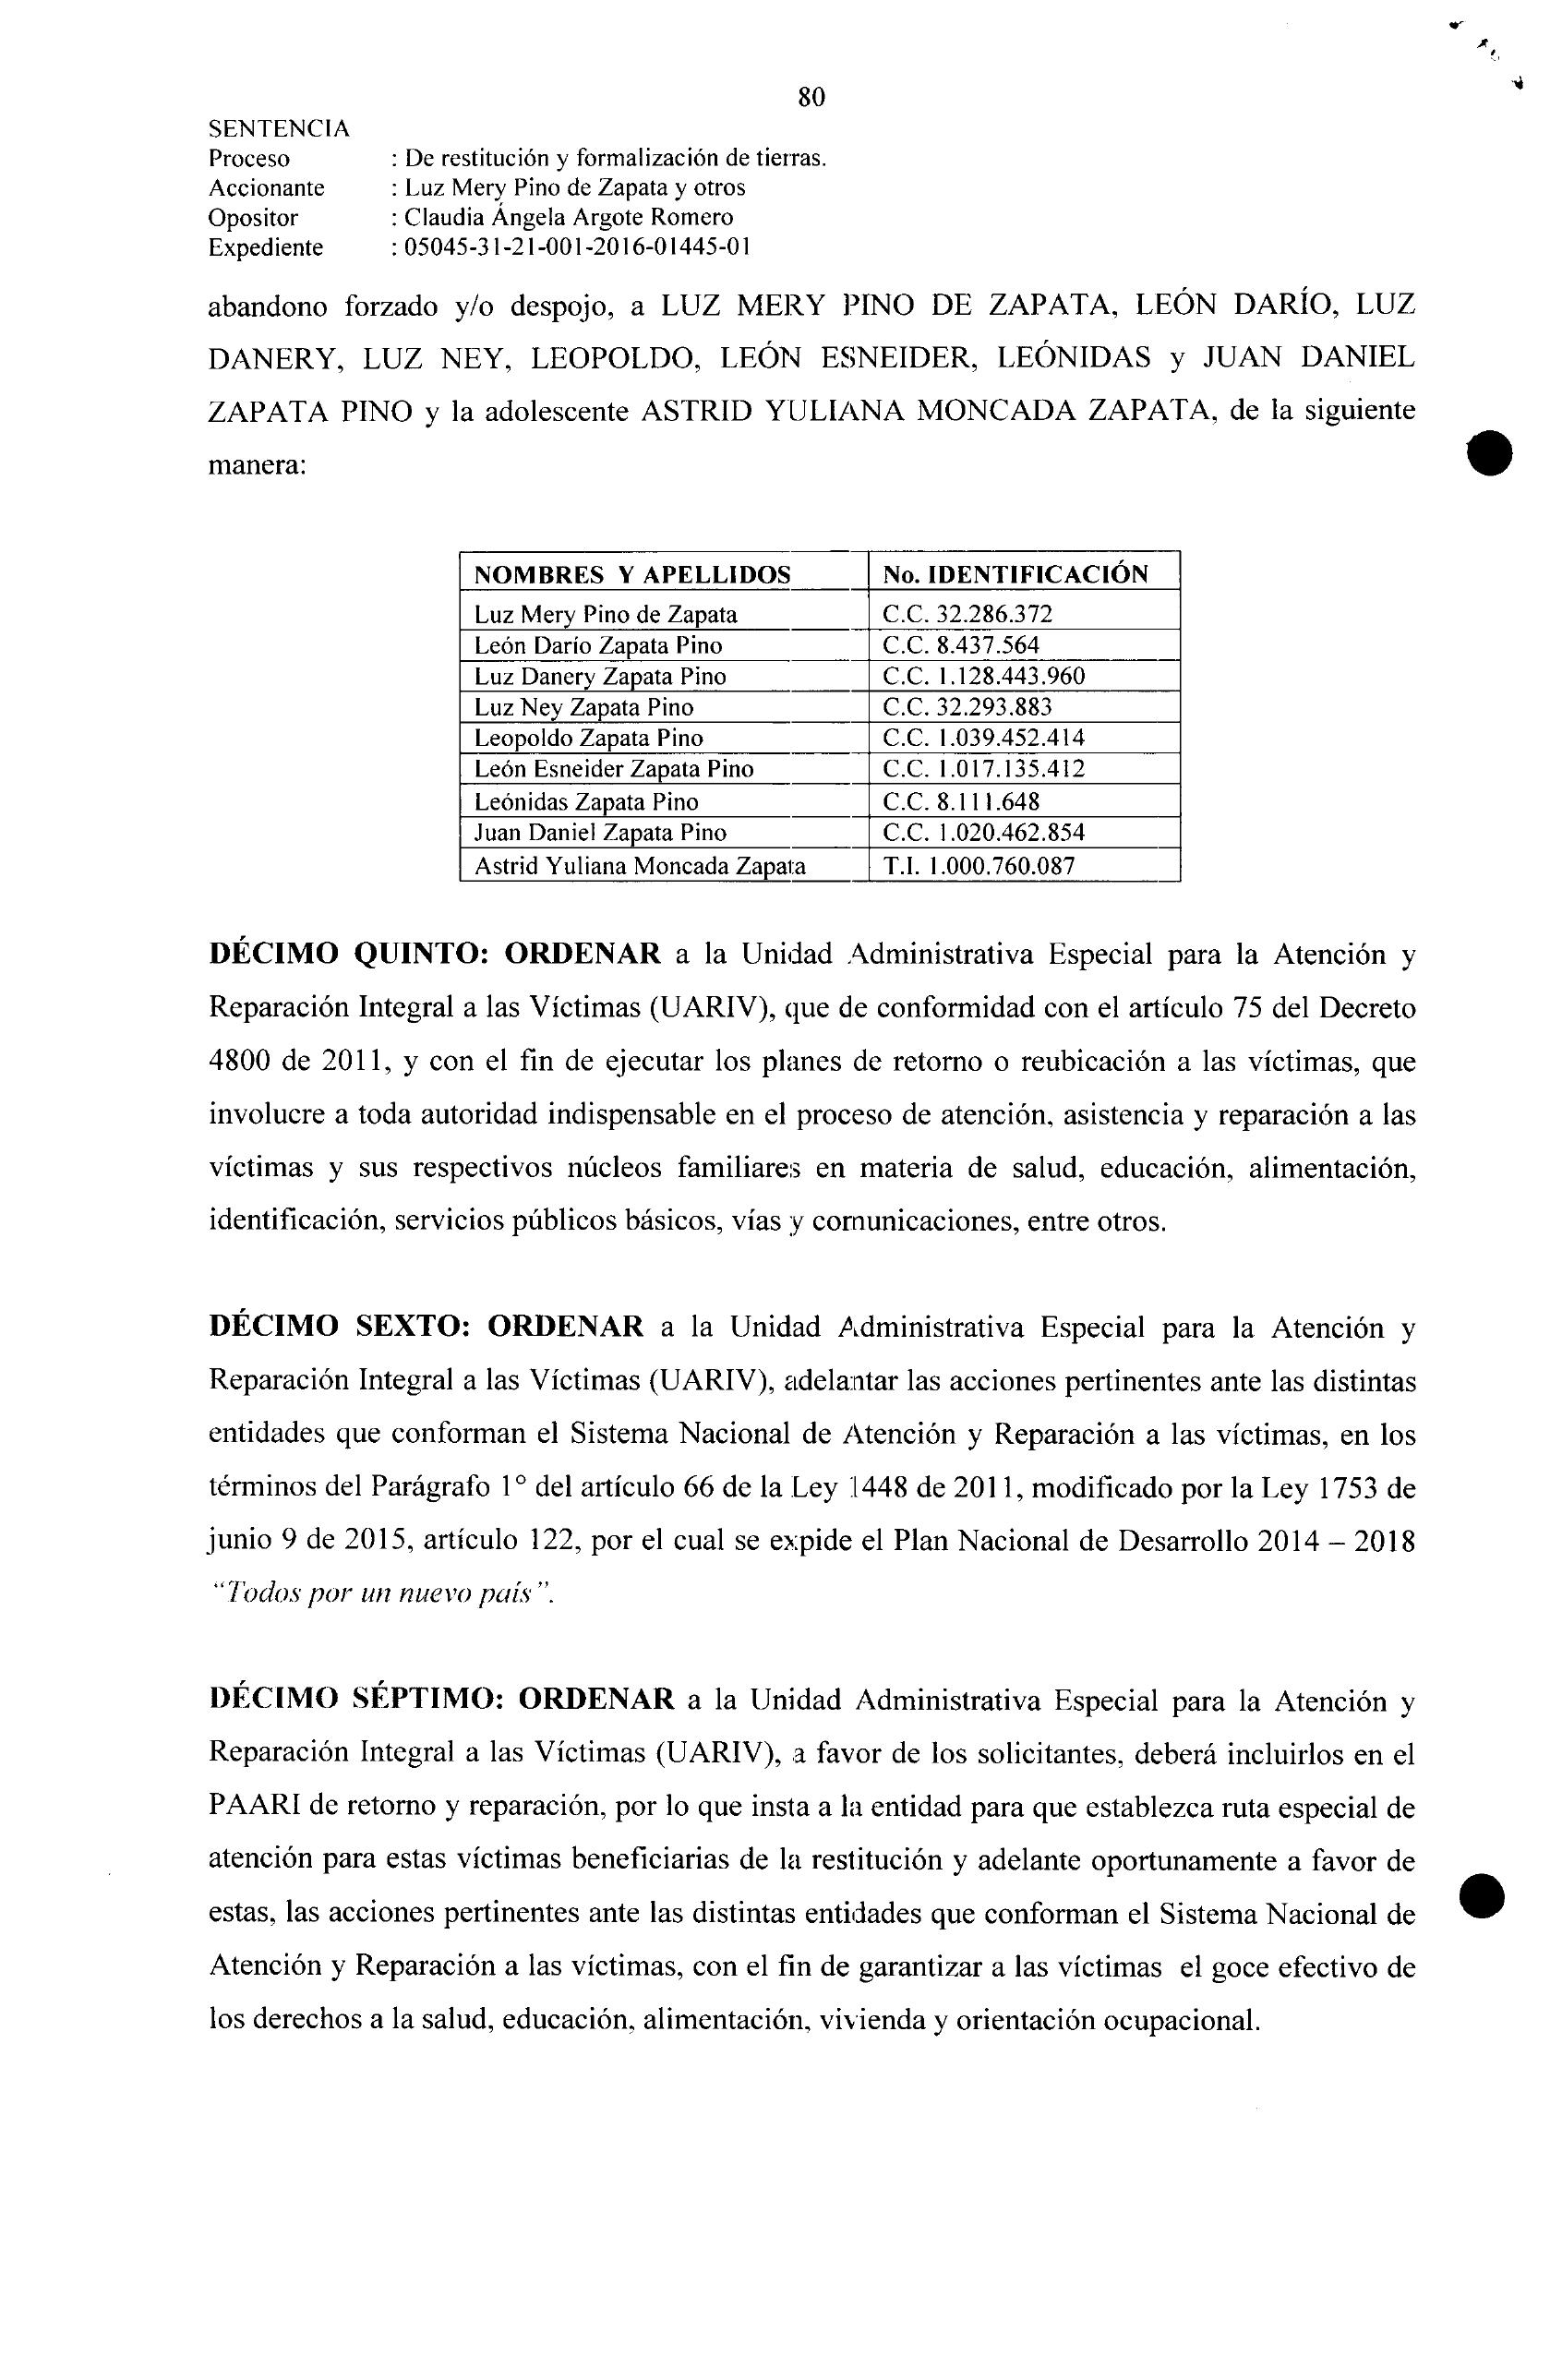 80
SENTENCIA
Proceso : De restitución y formalización de tierras.
Accionante : Luz Mery Pino de Zapata y otros
Opositor : Claudia Ángela Argote Romero
Expediente : 05045-31-21-001-2016-01445-01
abandono forzado y/o despojo, a LUZ MERY PINO DE ZAPATA, LEÓN DARÍO, LUZ
DANERY, LUZ NEY, LEOPOLDO, LEÓN ESNEIDER, LEÓNIDAS y JUAN DANIEL
ZAPATA PINO y la adolescente ASTRID YULIANA MONCADA ZAPATA, de la siguiente
manera:
NOMBRES Y APELLIDOS No. IDENTIFICACIÓN
Luz Mery Pino de Zapata C.C. 32.286.372
León Darío Zapata Pino C.C. 8.437.564
Luz Danery Zapata Pino C.C. 1.128.443.960
Luz Ney Zapata Pino C.C. 32.293.883
Leopoldo Zapata Pino C.C. 1.039.452.414
León Esneider Zapata Pino C.C. 1.017.135.412
Leónidas Zapata Pino C.C. 8.111.648
Juan Daniel Zapata Pino C.C. 1.020.462.854
Astrid Yuliana Moncada Zapata T.I. 1.000.760.087
DÉCIMO QUINTO: ORDENAR a la Unidad Administrativa Especial para la Atención y
Reparación Integral a las Víctimas (UARIV), que de conformidad con el artículo 75 del Decreto
4800 de 2011, y con el fin de ejecutar los planes de retorno o reubicación a las víctimas, que
involucre a toda autoridad indispensable en el proceso de atención, asistencia y reparación a las
víctimas y sus respectivos núcleos familiares en materia de salud, educación, alimentación,
identificación, servicios públicos básicos, vías y comunicaciones, entre otros.
DÉCIMO SEXTO: ORDENAR a la Unidad Administrativa Especial para la Atención y
Reparación Integral a las Víctimas (UARIV), adelantar las acciones pertinentes ante las distintas
entidades que conforman el Sistema Nacional de Atención y Reparación a las víctimas, en los
términos del Parágrafo 1° del artículo 66 de la Ley 1448 de 2011, modificado por la Ley 1753 de
junio 9 de 2015, artículo 122, por el cual se expide el Plan Nacional de Desarrollo 2014 – 2018
“Todos por un nuevo país”.
DÉCIMO SÉPTIMO: ORDENAR a la Unidad Administrativa Especial para la Atención y
Reparación Integral a las Víctimas (UARIV), a favor de los solicitantes, deberá incluirlos en el
PAARI de retorno y reparación, por lo que insta a la entidad para que establezca ruta especial de
atención para estas víctimas beneficiarias de la restitución y adelante oportunamente a favor de
estas, las acciones pertinentes ante las distintas entidades que conforman el Sistema Nacional de
Atención y Reparación a las víctimas, con el fin de garantizar a las víctimas el goce efectivo de
los derechos a la salud, educación, alimentación, vivienda y orientación ocupacional.